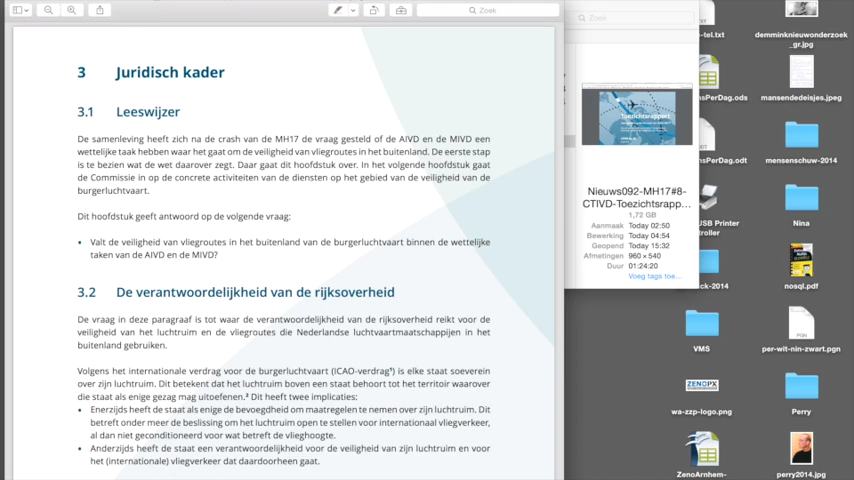 Zoek
Zoek
3 Juridisch kader
3.1 Leeswijzer
De samenleving heeft zich na de crash van de MH17 de vraag gesteld of de AIVD en de MIVD een
wettelijke taak hebben waar het gaat om de veiligheid van vliegroutes in het buitenland. De eerste stap
is te bezien wat de wet daarover zegt. Daar gaat dit hoofdstuk over. In het volgende hoofdstuk gaat
de Commissie in op de concrete activiteiten van de diensten op het gebied van de veiligheid van de
burgerluchtvaart.
Dit hoofdstuk geeft antwoord op de volgende vraag:
• Valt de veiligheid van vliegroutes in het buitenland van de burgerluchtvaart binnen de wettelijke
taken van de AIVD en de MIVD?
3.2 De verantwoordelijkheid van de rijksoverheid
De vraag in deze paragraaf is tot waar de verantwoordelijkheid van de rijksoverheid reikt voor de
veiligheid van het luchtruim en de vliegroutes die Nederlandse luchtvaartmaatschappijen in het
buitenland gebruiken.
Volgens het internationale verdrag voor de burgerluchtvaart (ICAO-verdrag¹) is elke staat soeverein
over zijn luchtruim. Dit betekent dat het luchtruim boven een staat behoort tot het territoir waarover
die staat als enige gezag mag uitoefenen.² Dit heeft twee implicaties:
• Enerzijds heeft de staat als enige de bevoegdheid om maatregelen te nemen over zijn luchtruim. Dit
betreft onder meer de beslissing om het luchtruim open te stellen voor internationaal vliegverkeer,
al dan niet geconditioneerd voor wat betreft de vlieghoogte.
• Anderzijds heeft de staat een verantwoordelijkheid voor de veiligheid van zijn luchtruim en voor
het (internationale) vliegverkeer dat daardoorheen gaat.
Toezichtsrapport
Nieuws092-MH17#8-
CTIVD-Toezichtsrapp...
1,72 GB
Aanmaak Today 02:50
Bewerking Today 04:54
Geopend Today 15:32
Afmetingen 960 × 540
Duur 01:24:20
Voeg tags toe...
-tel.txt
demminknieuwonderzoek
_gr.jpg
nsPerDag.ods
mansendedeisjes.jpeg
nsPerDag.odt
mensenschuw-2014
USB Printer
troller
Nina
ck-2014
nosql.pdf
VMS
PGN
per-wit-nin-zwart.pgn
ZENOPX
wa-zzp-logo.png
Perry
ZenoArnhem-
perry2014.jpg